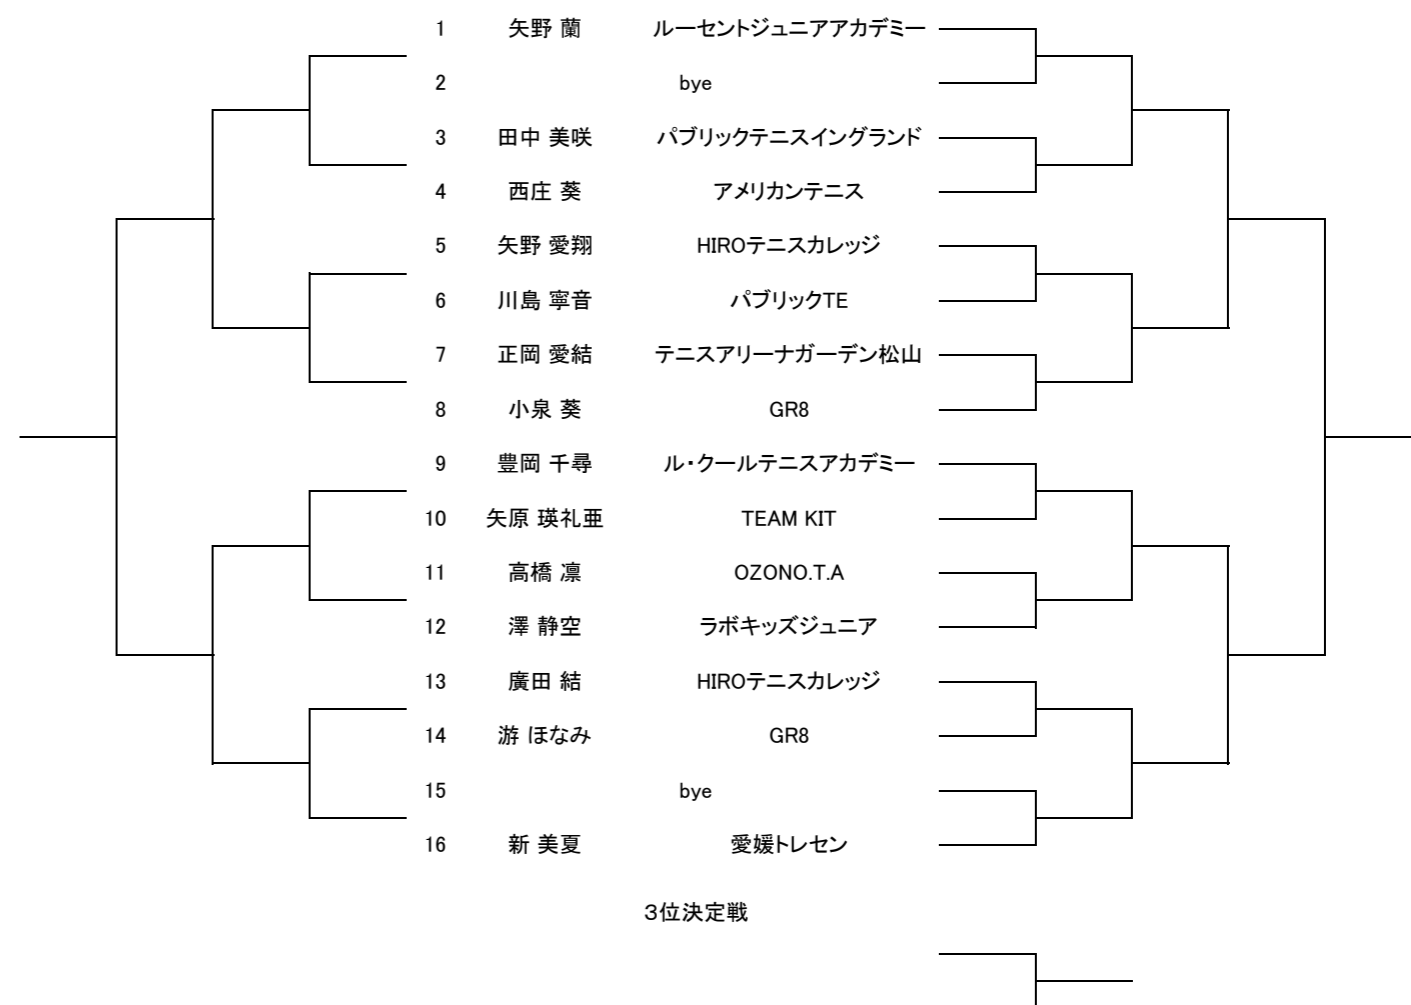 1 矢野 蘭 ルーセントジュニアアカデミー
2 bye
3 田中 美咲 パブリックテニスイングランド
4 西庄 葵 アメリカンテニス
5 矢野 愛翔 HIROテニスカレッジ
6 川島 寧音 パブリックTE
7 正岡 愛結 テニスアリーナガーデン松山
8 小泉 葵 GR8
9 豊岡 千尋 ル・クールテニスアカデミー
10 矢原 瑛礼亜 TEAM KIT
11 高橋 凛 OZONO.T.A
12 澤 静空 ラボキッズジュニア
13 廣田 結 HIROテニスカレッジ
14 游 ほなみ GR8
15 bye
16 新 美夏 愛媛トレセン
３位決定戦